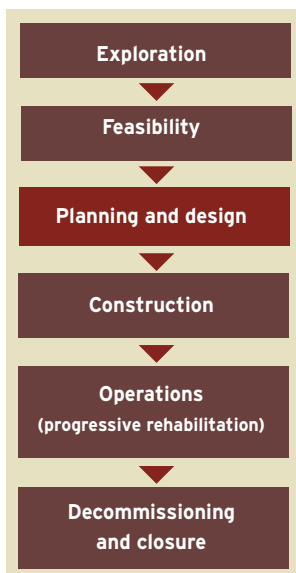 Exploration
Feasibility
Planning and design
Construction
Operations
(progressive rehabilitation)
Decommissioning
and closure